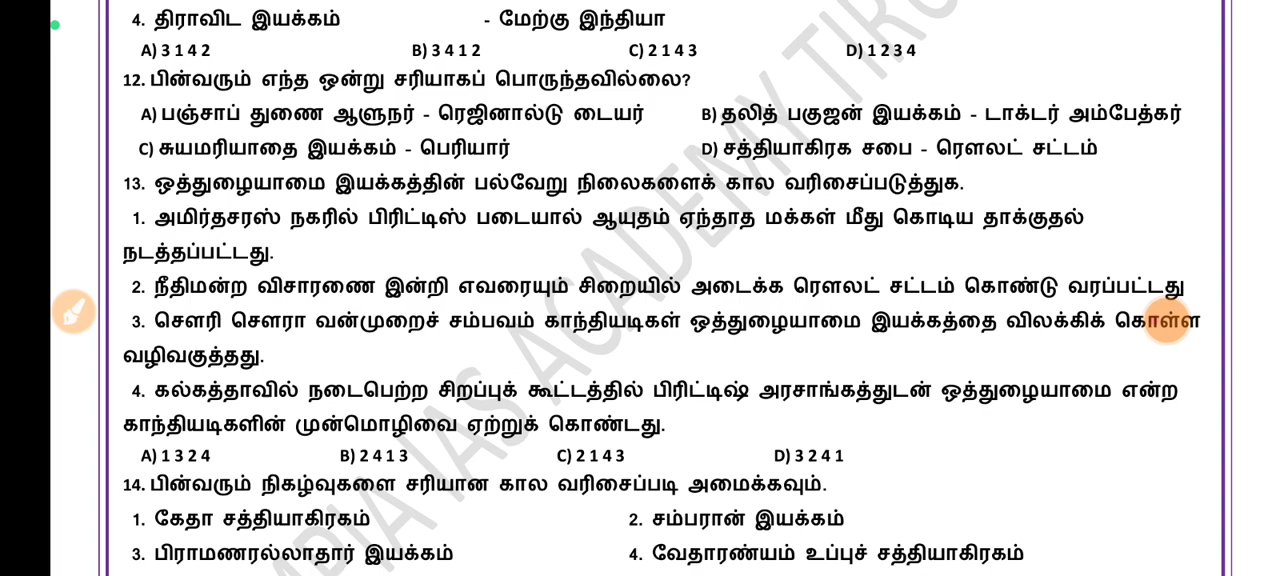 4. திராவிட இயக்கம் - மேற்கு இந்தியா
A) 3 1 4 2 B) 3 4 1 2 C) 2 1 4 3 D) 1 2 3 4
12. பின்வரும் எந்த ஒன்று சரியாகப் பொருந்தவில்லை?
A) பஞ்சாப் துணை ஆளுநர் - ரெஜினால்டு டையர் B) தலித் பகுஜன் இயக்கம் - டாக்டர் அம்பேத்கர்
C) சுயமரியாதை இயக்கம் - பெரியார் D) சத்தியாகிரக சபை - ரௌலட் சட்டம்
13. ஒத்துழையாமை இயக்கத்தின் பல்வேறு நிலைகளைக் கால வரிசைப்படுத்துக.
1. அமிர்தசரஸ் நகரில் பிரிட்டிஸ் படையால் ஆயுதம் ஏந்தாத மக்கள் மீது கொடிய தாக்குதல்
நடத்தப்பட்டது.
2. நீதிமன்ற விசாரணை இன்றி எவரையும் சிறையில் அடைக்க ரௌலட் சட்டம் கொண்டு வரப்பட்டது
3. சௌரி சௌரா வன்முறைச் சம்பவம் காந்தியடிகள் ஒத்துழையாமை இயக்கத்தை விலக்கிக் கொள்ள
வழிவகுத்தது.
4. கல்கத்தாவில் நடைபெற்ற சிறப்புக் கூட்டத்தில் பிரிட்டிஷ் அரசாங்கத்துடன் ஒத்துழையாமை என்ற
காந்தியடிகளின் முன்மொழிவை ஏற்றுக் கொண்டது.
A) 1 3 2 4 B) 2 4 1 3 C) 2 1 4 3 D) 3 2 4 1
14. பின்வரும் நிகழ்வுகளை சரியான கால வரிசைப்படி அமைக்கவும்.
1. கேதா சத்தியாகிரகம் 2. சம்பரான் இயக்கம்
3. பிராமணரல்லாதார் இயக்கம் 4. வேதாரண்யம் உப்புச் சத்தியாகிரகம்
IAS ACADEMY